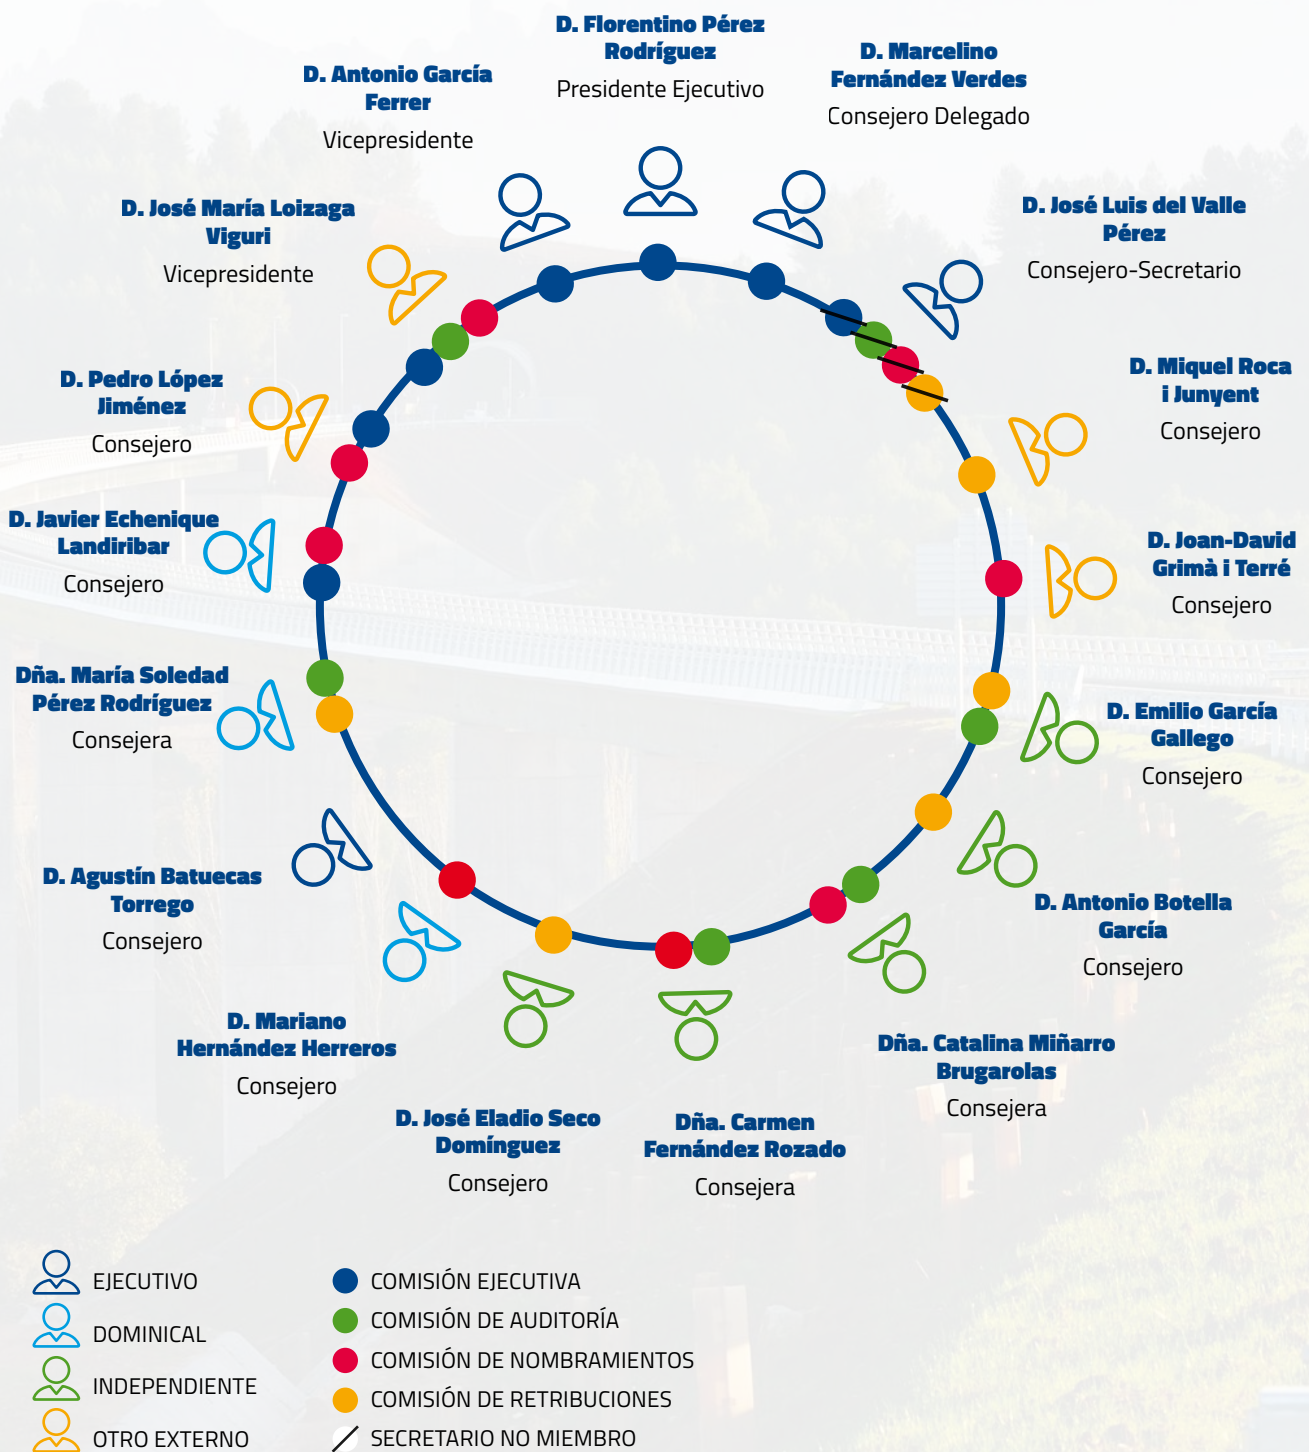 D. Florentino Pérez
Rodríguez
Presidente Ejecutivo
D. Marcelino
Fernández Verdes
Consejero Delegado
D. Antonio García
Ferrer
Vicepresidente
D. José Luis del Valle
Pérez
Consejero-Secretario
D. José María Loizaga
Viguri
Vicepresidente
D. Miquel Roca
i Junyent
Consejero
D. Pedro López
Jiménez
Consejero
D. Javier Echenique
Landiribar
Consejero
D. Joan-David
Grimà i Terré
Consejero
Dña. María Soledad
Pérez Rodríguez
Consejera
D. Emilio García
Gallego
Consejero
D. Agustín Batuecas
Torrego
Consejero
D. Antonio Botella
García
Consejero
D. Mariano
Hernández Herreros
Consejero
Dña. Catalina Miñarro
Brugarolas
Consejera
D. José Eladio Seco
Domínguez
Consejero
Dña. Carmen
Fernández Rozado
Consejera
EJECUTIVO
DOMINICAL
INDEPENDIENTE
OTRO EXTERNO
COMISIÓN EJECUTIVA
COMISIÓN DE AUDITORÍA
COMISIÓN DE NOMBRAMIENTOS
COMISIÓN DE RETRIBUCIONES
SECRETARIO NO MIEMBRO